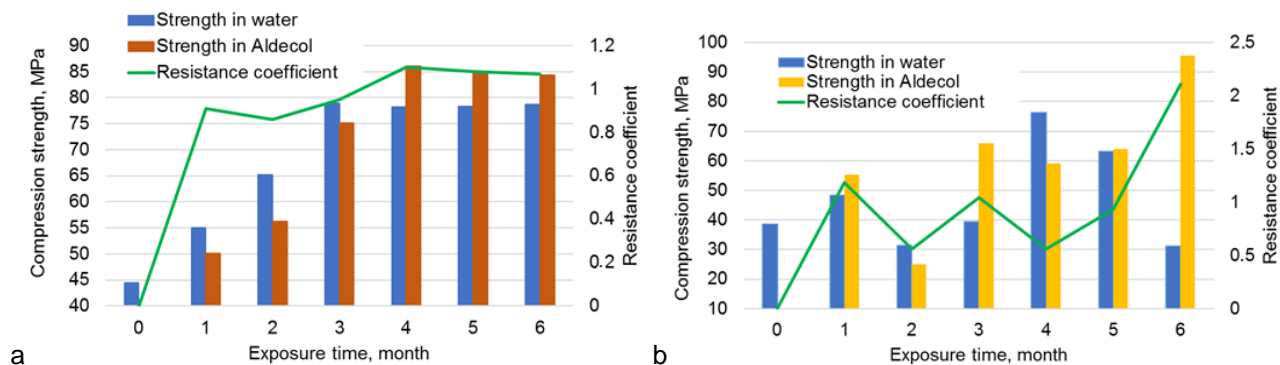 Strength in water
Strength in Aldecol
Resistance coefficient
Compression strength, MPa
90
85
80
75
70
65
60
55
50
45
40
1.2
1
0.8
0.6
0.4
0.2
0
Resistance coefficient
0 1 2 3 4 5 6
Exposure time, month
a
Strength in water
Strength in Aldecol
Resistance coefficient
Compression strength, MPa
100
90
80
70
60
50
40
30
20
10
2.5
2
1.5
1
0.5
0
Resistance coefficient
0 1 2 3 4 5 6
Exposure time, month
b